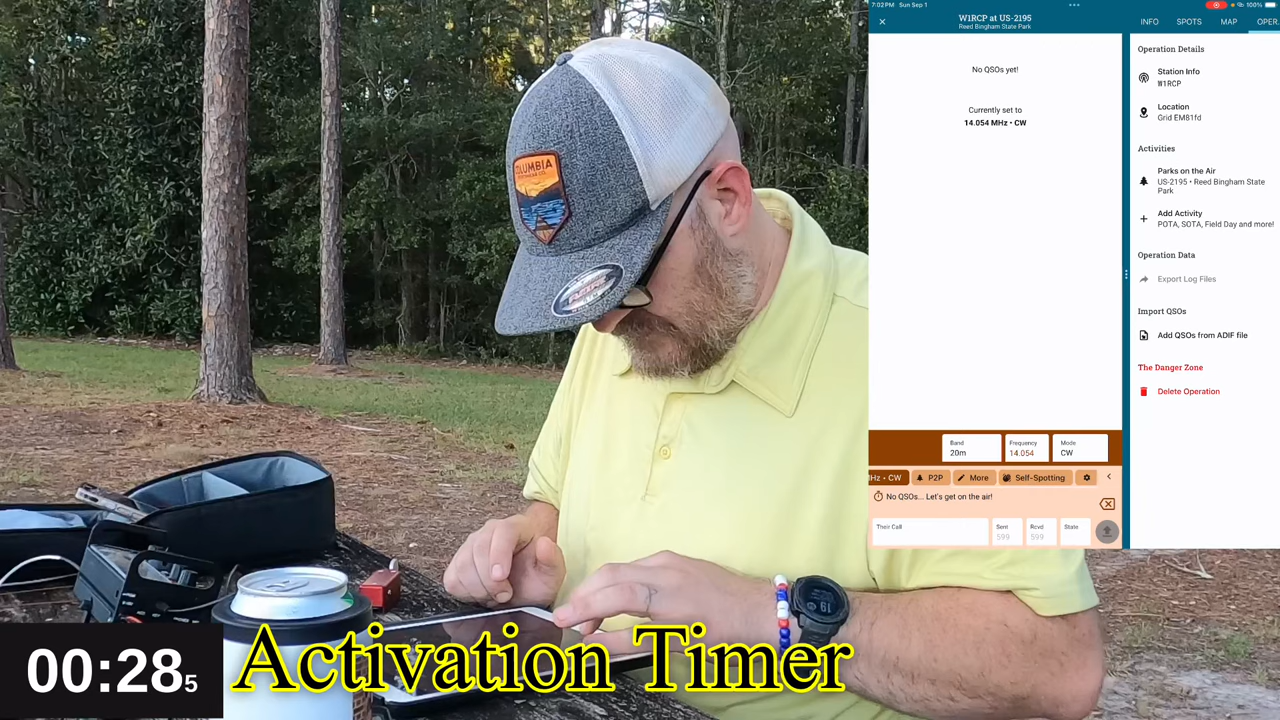 7:02PM Sun Sep 1
100%
W1RCP at US-2195
Reed Bingham State Park
INFO SPOTS MAP OPER
No QSOs yet!
Currently set to
14.054 MHz • CW
Operation Details
Station Info
W1RCP
Location
Grid EM81fd
Activities
Parks on the Air
US-2195 • Reed Bingham State
Park
Add Activity
POTA, SOTA, Field Day and more!
Operation Data
Export Log Files
Import QSOs
Add QSOs from ADIF file
The Danger Zone
Delete Operation
Band
20m
Frequency
14.054
Mode
CW
Hz • CW
P2P
More
Self-Spotting
No QSOs... Let's get on the air!
Their Call
Sent
599
Rcvd
599
State
COLUMBIA
19
00:285
Activation Timer